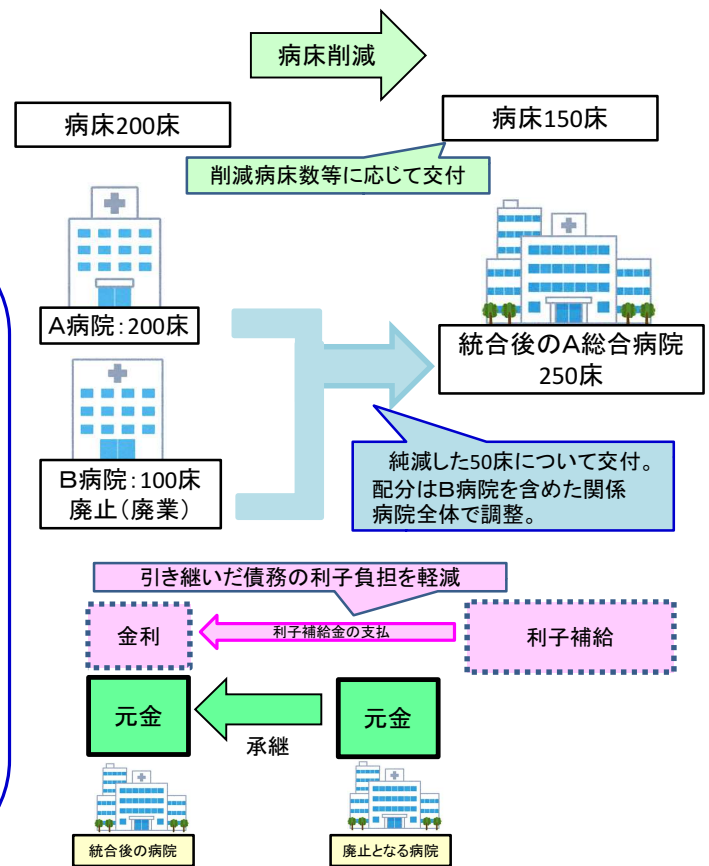 病床削減
病床200床
病床150床
削減病床数等に応じて交付
A病院:200床
統合後のA総合病院
250床
B病院:100床
廃止(廃業)
純減した50床について交付。
配分はB病院を含めた関係
病院全体で調整。
引き継いだ債務の利子負担を軽減
金利
利子補給金の支払
利子補給
元金
承継
元金
統合後の病院
廃止となる病院